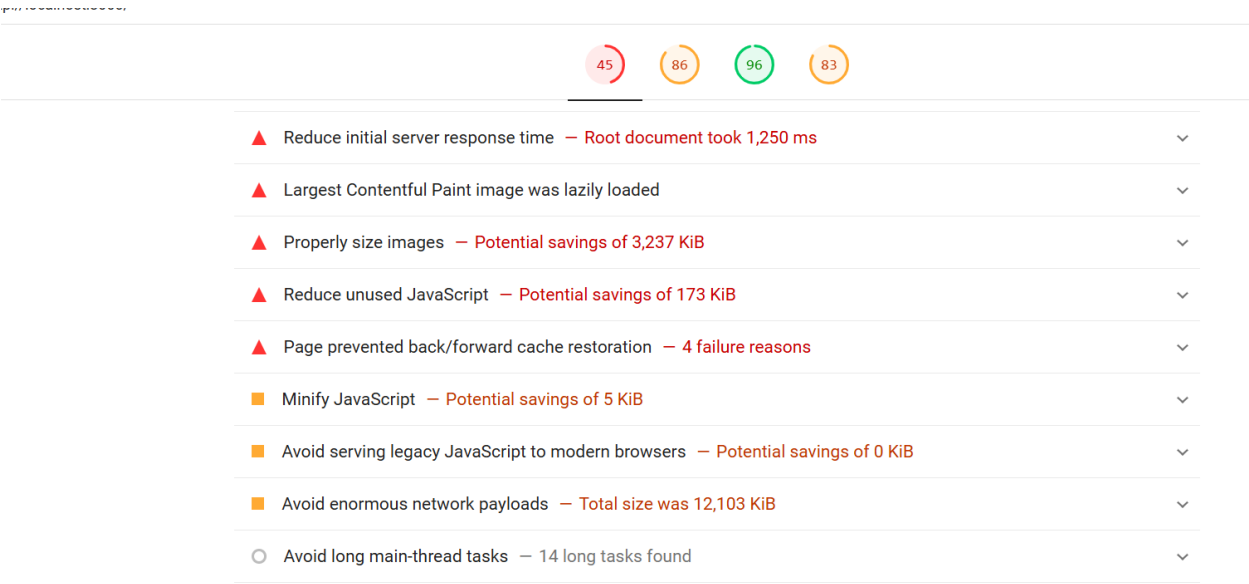 45 86 96 83
Reduce initial server response time — Root document took 1,250 ms
Largest Contentful Paint image was lazily loaded
Properly size images — Potential savings of 3,237 KiB
Reduce unused JavaScript — Potential savings of 173 KiB
Page prevented back/forward cache restoration — 4 failure reasons
Minify JavaScript — Potential savings of 5 KiB
Avoid serving legacy JavaScript to modern browsers — Potential savings of 0 KiB
Avoid enormous network payloads — Total size was 12,103 KiB
Avoid long main-thread tasks — 14 long tasks found